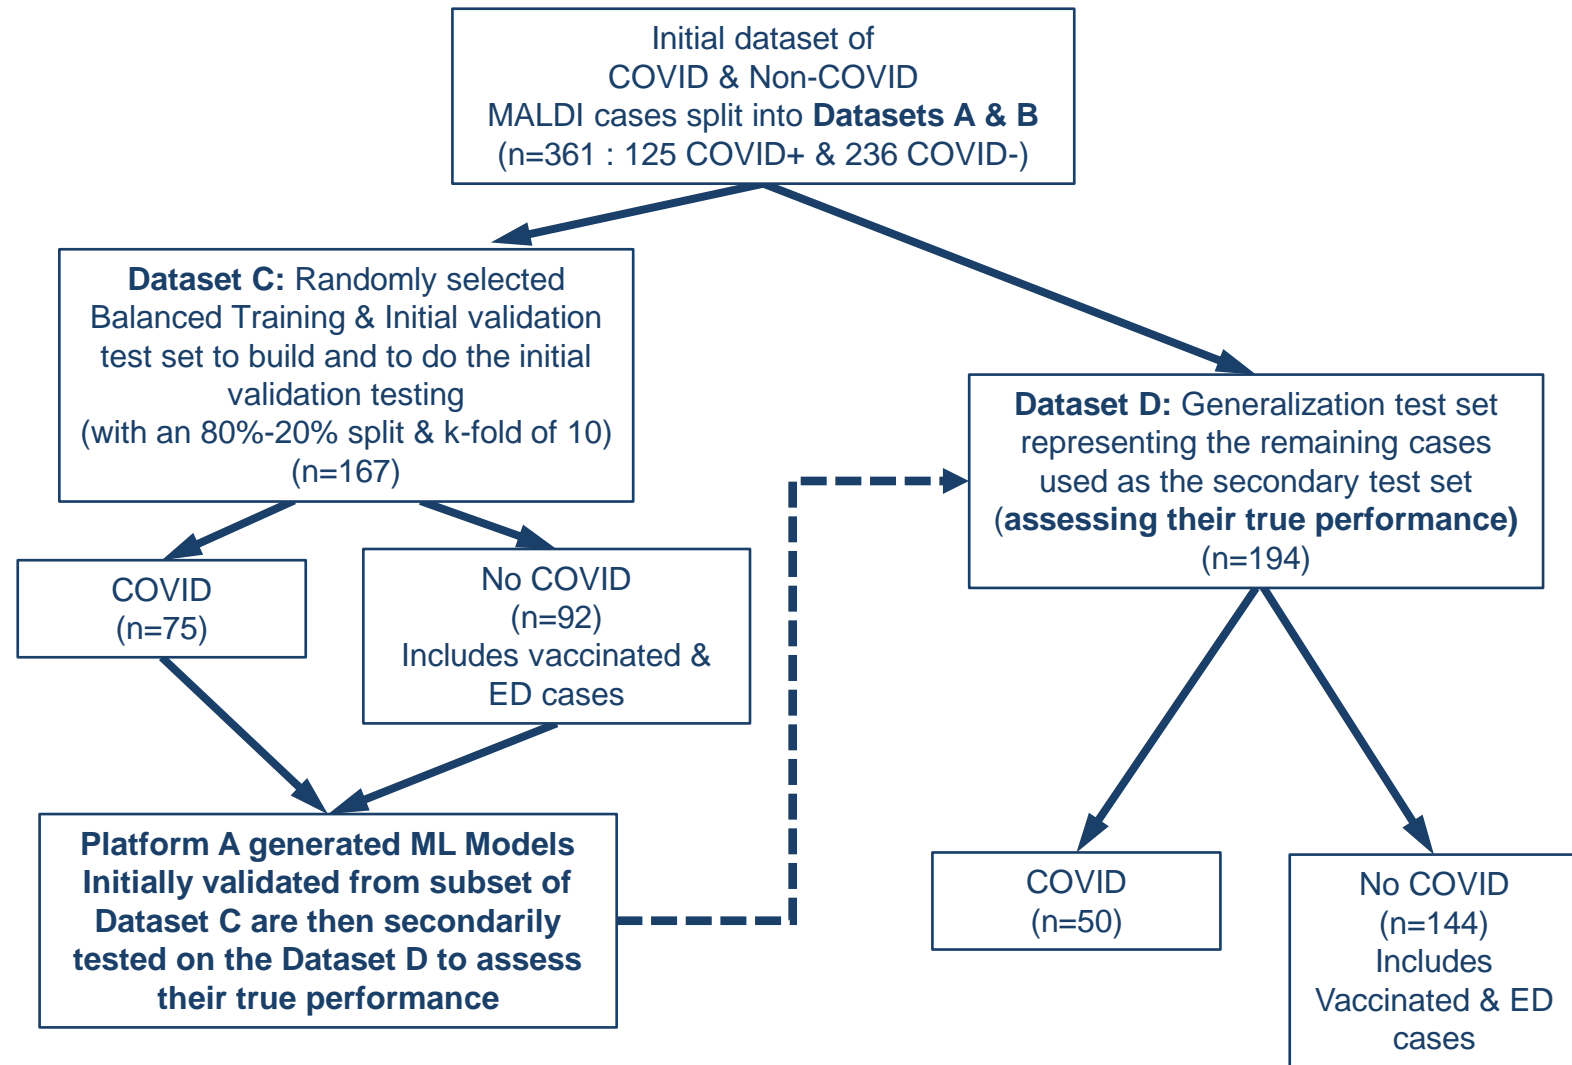 Initial dataset of
COVID & Non-COVID
MALDI cases split into Datasets A & B
(n=361 : 125 COVID+ & 236 COVID-)
Dataset C: Randomly selected
Balanced Training & Initial validation
test set to build and to do the initial
validation testing
(with an 80%-20% split & k-fold of 10)
(n=167)
Dataset D: Generalization test set
representing the remaining cases
used as the secondary test set
(assessing their true performance)
(n=194)
COVID
(n=75)
No COVID
(n=92)
Includes vaccinated &
ED cases
Platform A generated ML Models
Initially validated from subset of
Dataset C are then secondarily
tested on the Dataset D to assess
their true performance
COVID
(n=50)
No COVID
(n=144)
Includes
Vaccinated & ED
cases